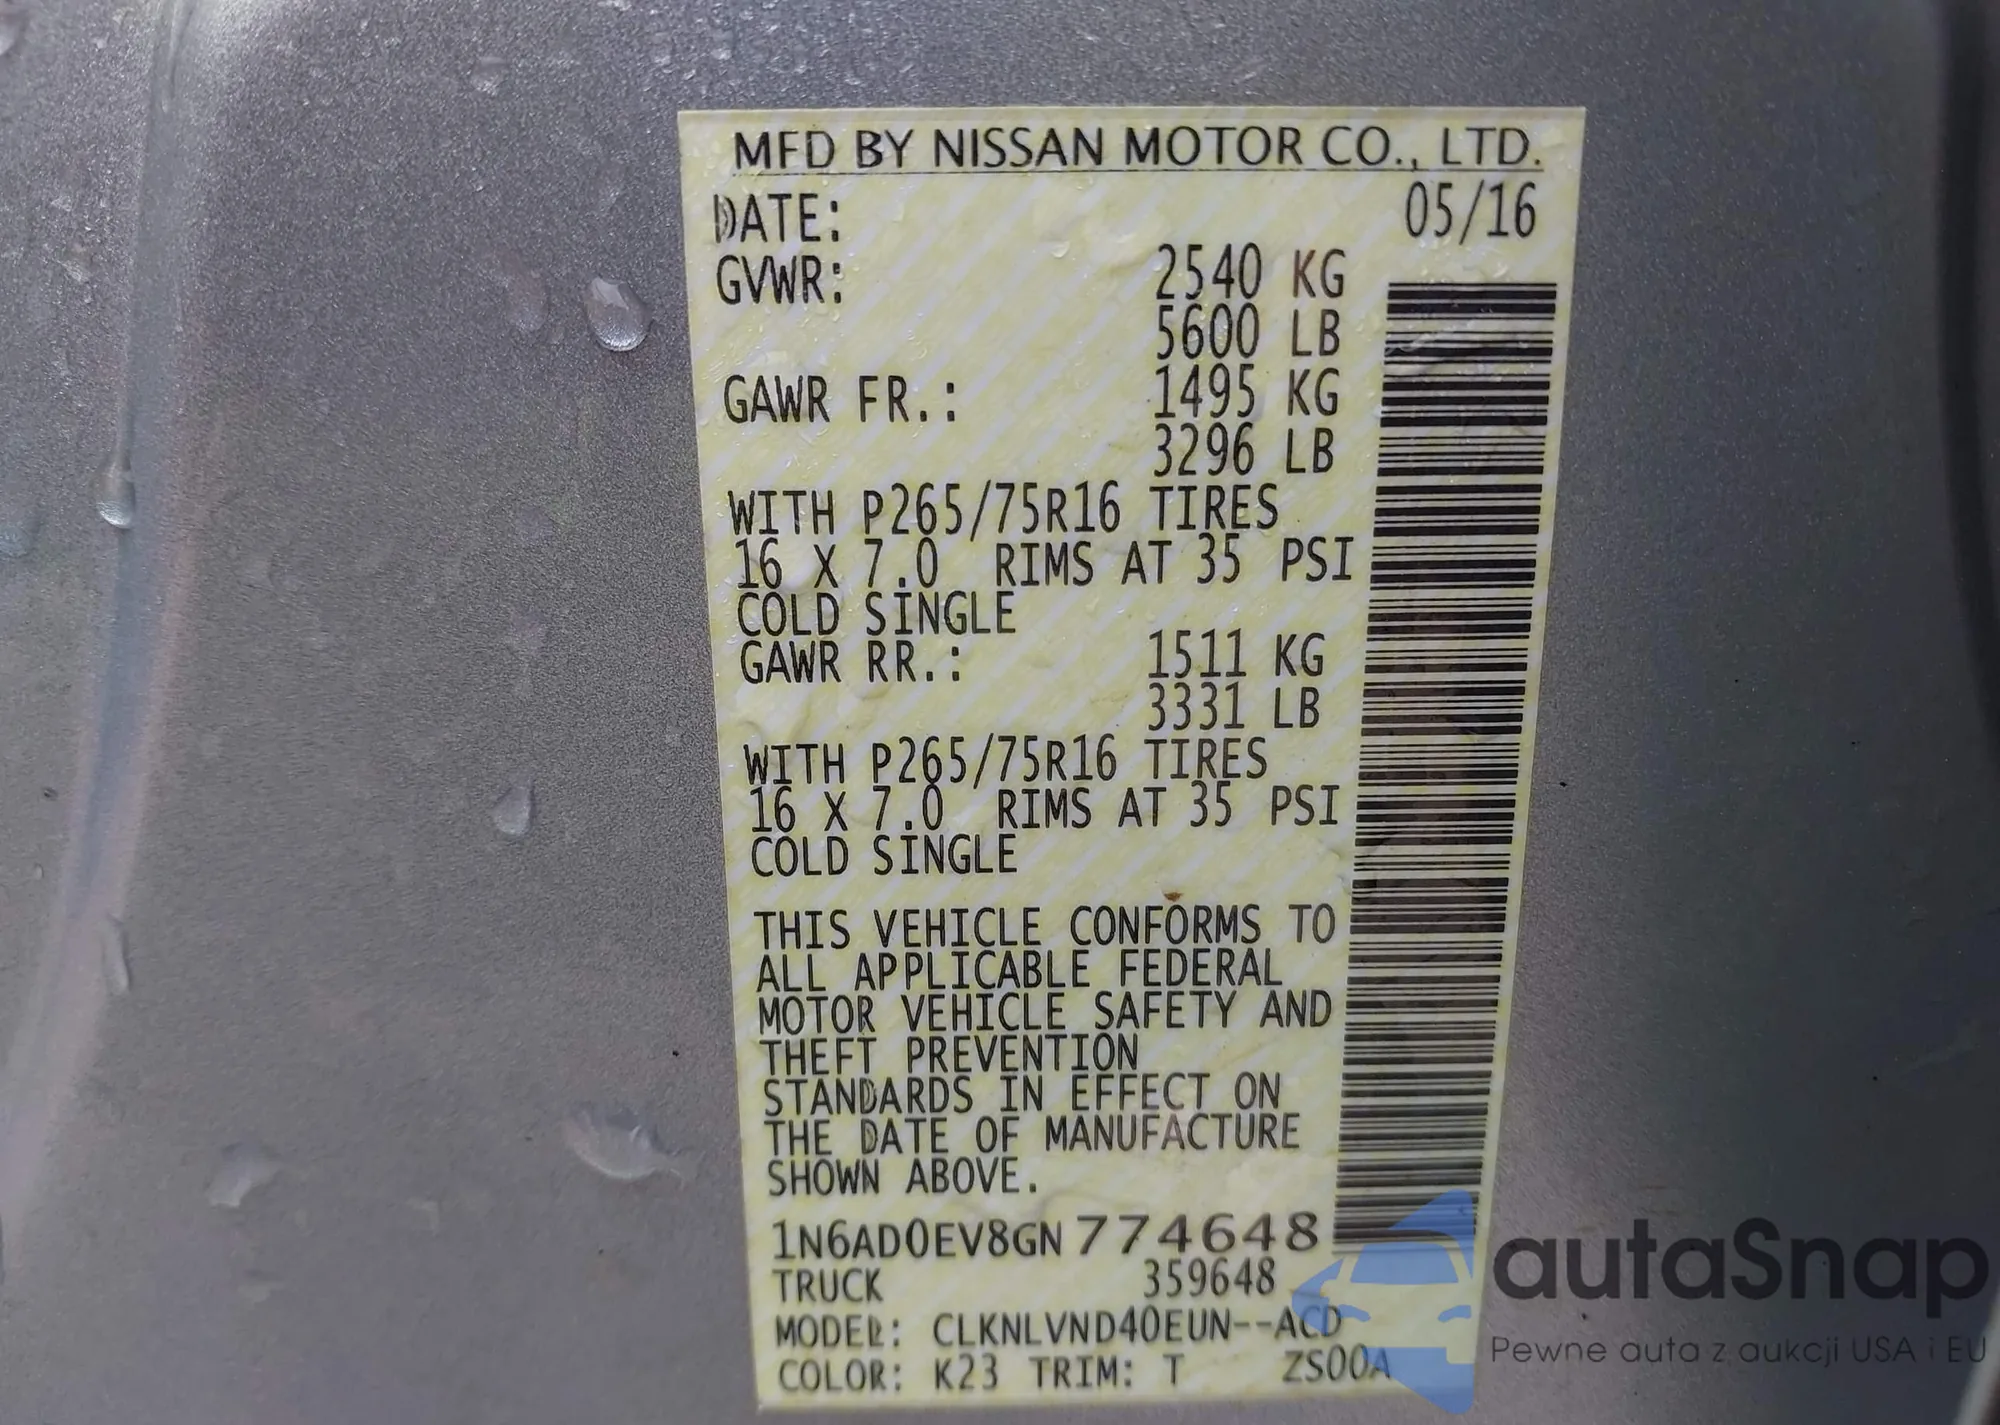 MFD BY NISSAN MOTOR CO., LTD.
DATE: 05/16
GVWR: 2540 KG
5600 LB
GAWR FR.: 1495 KG
3296 LB
WITH P265/75R16 TIRES
16 X 7.0 RIMS AT 35 PSI
COLD SINGLE
GAWR RR.: 1511 KG
3331 LB
WITH P265/75R16 TIRES
16 X 7.0 RIMS AT 35 PSI
COLD SINGLE
THIS VEHICLE CONFORMS TO
ALL APPLICABLE FEDERAL
MOTOR VEHICLE SAFETY AND
THEFT PREVENTION
STANDARDS IN EFFECT ON
THE DATE OF MANUFACTURE
SHOWN ABOVE.
1N6AD0EV8GN774648
TRUCK 359648
MODEL: CLKNLVND40EUN--ACD
COLOR: K23 TRIM: T ZS00A
autaSnap
Pewne auta z aukcji USA i EU